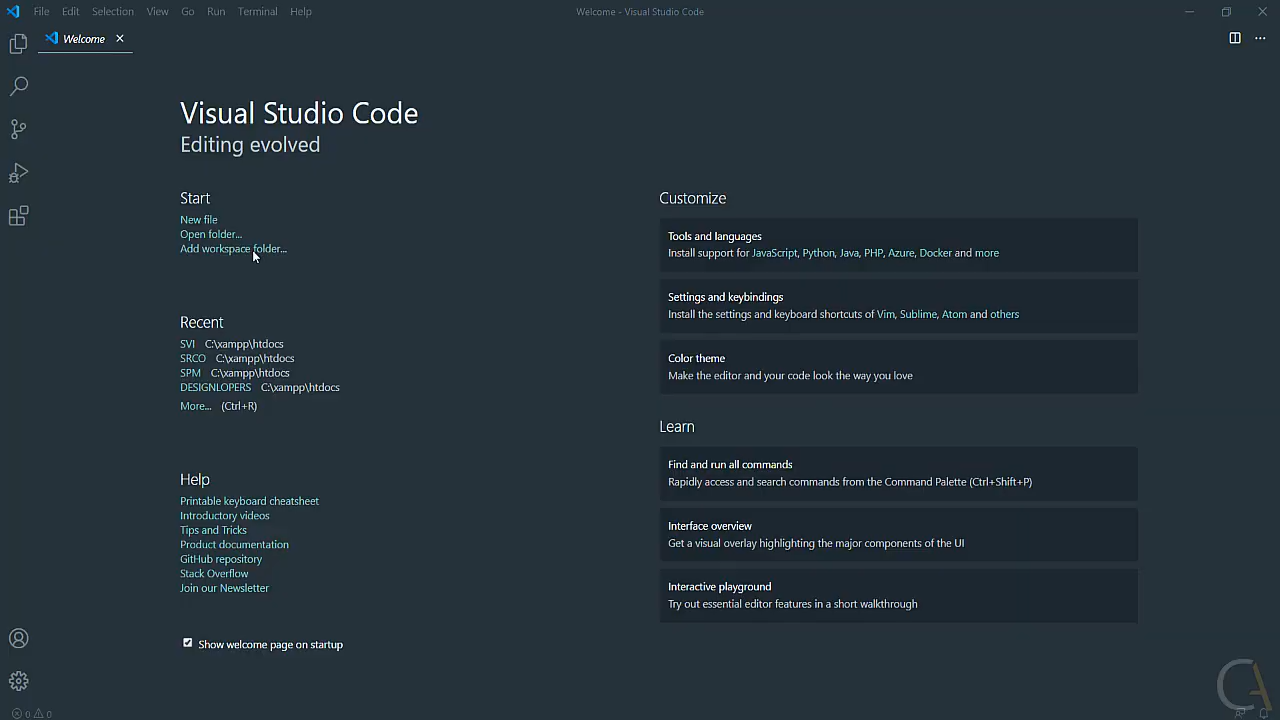 File Edit Selection View Go Run Terminal Help
Welcome - Visual Studio Code
Welcome
Visual Studio Code
Editing evolved
Start
New file
Open folder...
Add workspace folder...
Recent
SVI C:\xampp\htdocs
SRCO C:\xampp\htdocs
SPM C:\xampp\htdocs
DESIGNLOPERS C:\xampp\htdocs
More... (Ctrl+R)
Help
Printable keyboard cheatsheet
Introductory videos
Tips and Tricks
Product documentation
GitHub repository
Stack Overflow
Join our Newsletter
Show welcome page on startup
Customize
Tools and languages
Install support for JavaScript, Python, Java, PHP, Azure, Docker and more
Settings and keybindings
Install the settings and keyboard shortcuts of Vim, Sublime, Atom and others
Color theme
Make the editor and your code look the way you love
Learn
Find and run all commands
Rapidly access and search commands from the Command Palette (Ctrl+Shift+P)
Interface overview
Get a visual overlay highlighting the major components of the UI
Interactive playground
Try out essential editor features in a short walkthrough
0 0
CA